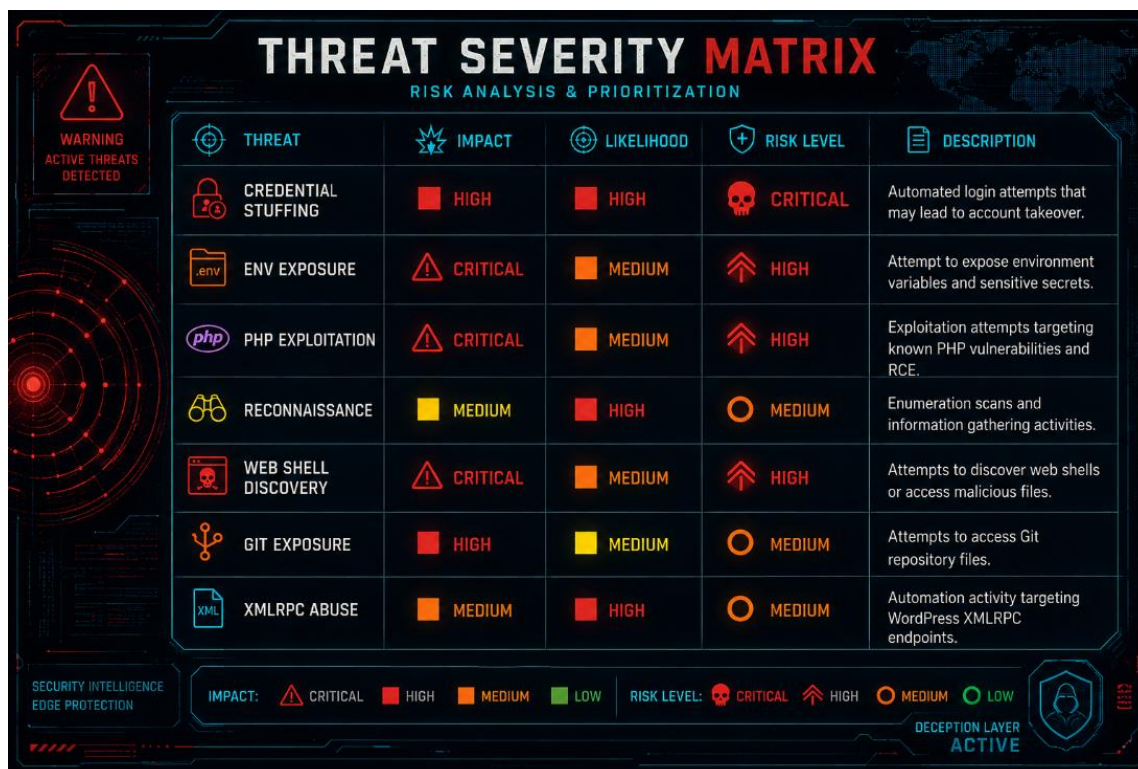 THREAT SEVERITY MATRIX
RISK ANALYSIS & PRIORITIZATION
WARNING
ACTIVE THREATS
DETECTED
THREAT IMPACT LIKELIHOOD RISK LEVEL DESCRIPTION
CREDENTIAL
STUFFING
HIGH HIGH CRITICAL
Automated login attempts that
may lead to account takeover.
.env ENV EXPOSURE CRITICAL MEDIUM HIGH
Attempt to expose environment
variables and sensitive secrets.
php PHP EXPLOITATION CRITICAL MEDIUM HIGH
Exploitation attempts targeting
known PHP vulnerabilities and
RCE.
RECONNAISSANCE MEDIUM HIGH MEDIUM
Enumeration scans and
information gathering activities.
WEB SHELL
DISCOVERY
CRITICAL MEDIUM HIGH
Attempts to discover web shells
or access malicious files.
GIT EXPOSURE HIGH MEDIUM MEDIUM
Attempts to access Git
repository files.
XML XMLRPC ABUSE MEDIUM HIGH MEDIUM
Automation activity targeting
WordPress XMLRPC
endpoints.
SECURITY INTELLIGENCE
EDGE PROTECTION
IMPACT: CRITICAL HIGH MEDIUM LOW RISK LEVEL: CRITICAL HIGH MEDIUM LOW
DECEPTION LAYER
ACTIVE